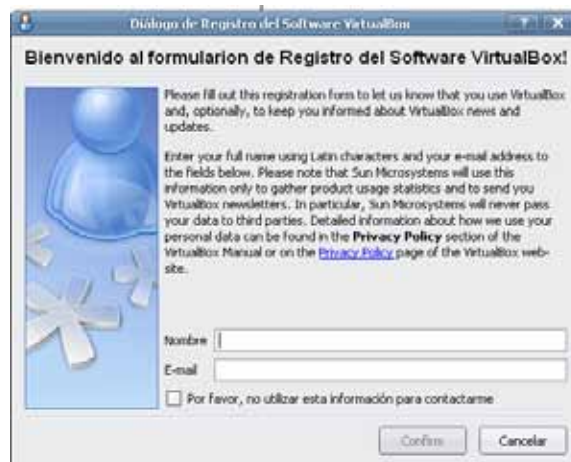 Diálogo de Registro del Software VirtualBox
Bienvenido al formularion de Registro del Software VirtualBox!
Please fill out this registration form to let us know that you use VirtualBox
and, optionally, to keep you informed about VirtualBox news and
updates.
Enter your full name using Latin characters and your e-mail address to
the fields below. Please note that Sun Microsystems will use this
information only to gather product usage statistics and to send you
VirtualBox newsletters. In particular, Sun Microsystems will never pass
your data to third parties. Detailed information about how we use your
personal data can be found in the Privacy Policy section of the
VirtualBox Manual or on the Privacy Policy page of the VirtualBox web-
site.
Nombre
E-mail
Por favor, no utilizar esta información para contactarme
Confirm
Cancelar